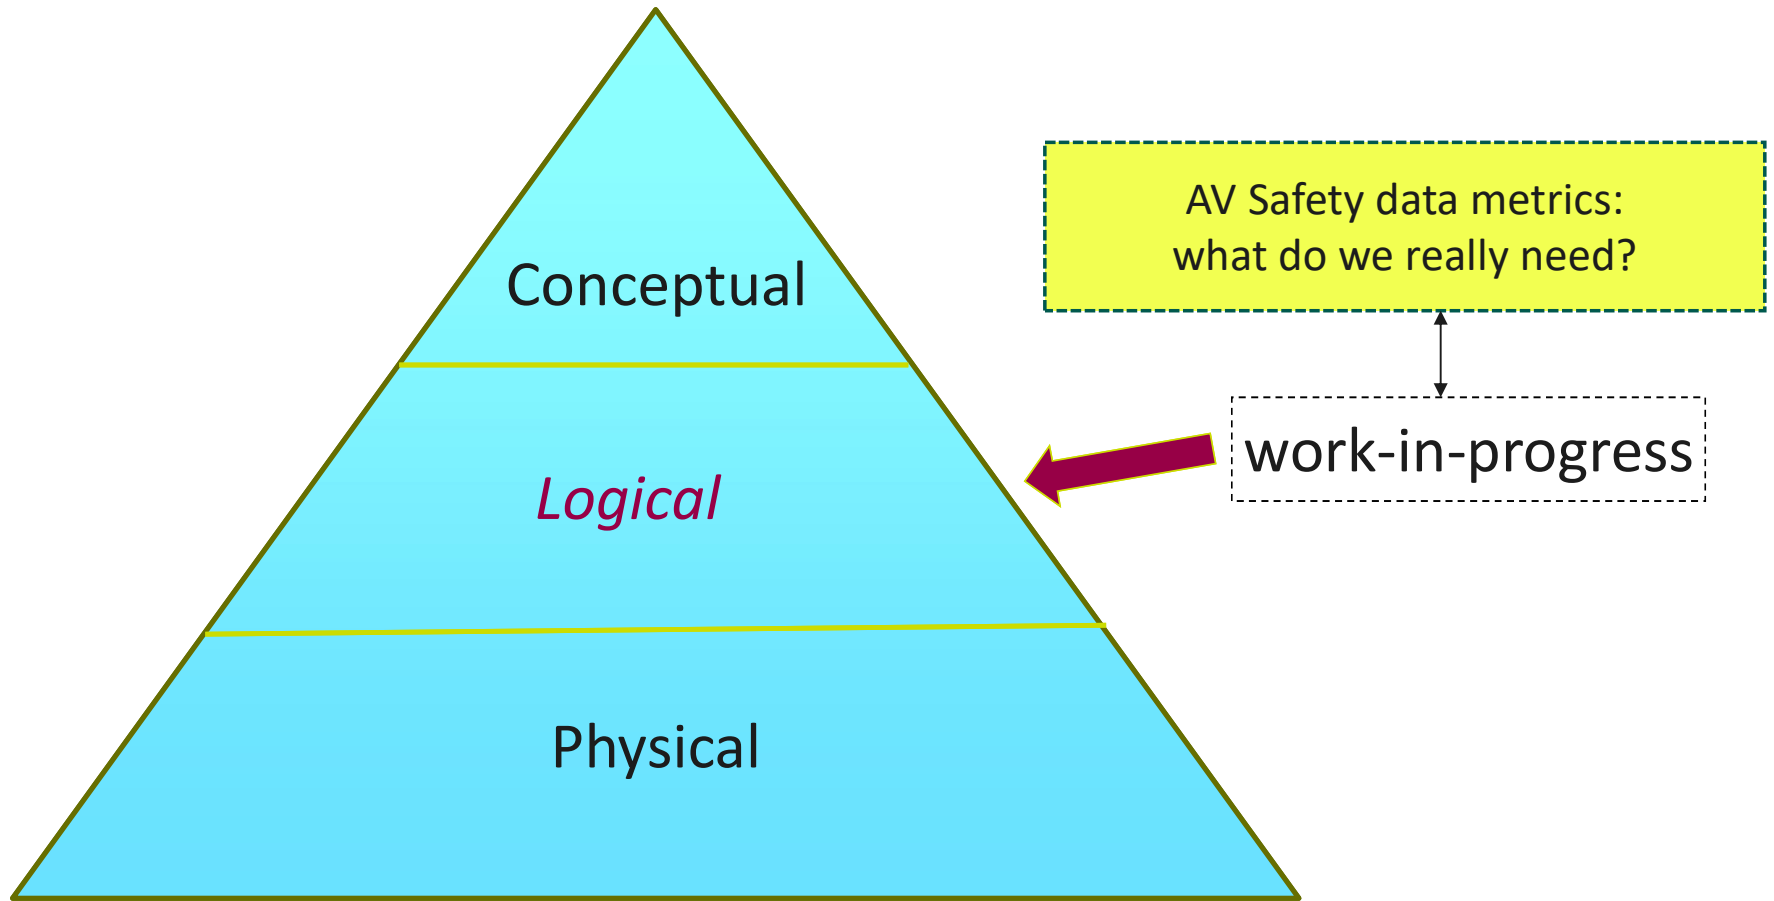 Conceptual
Logical
Physical
AV Safety data metrics:
what do we really need?
work-in-progress